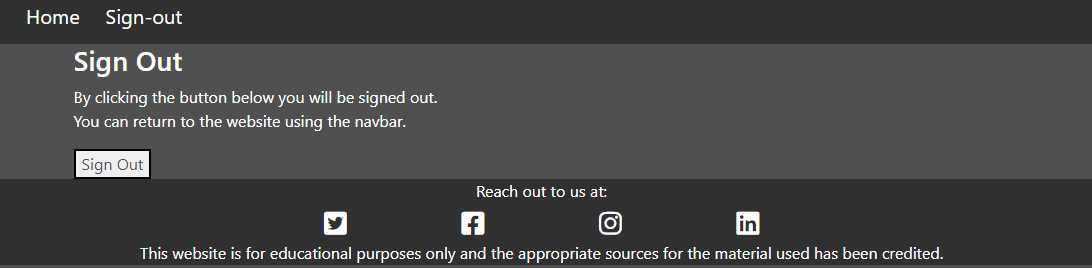 Home Sign-out
Sign Out
By clicking the button below you will be signed out.
You can return to the website using the navbar.
Sign Out
Reach out to us at:
This website is for educational purposes only and the appropriate sources for the material used has been credited.